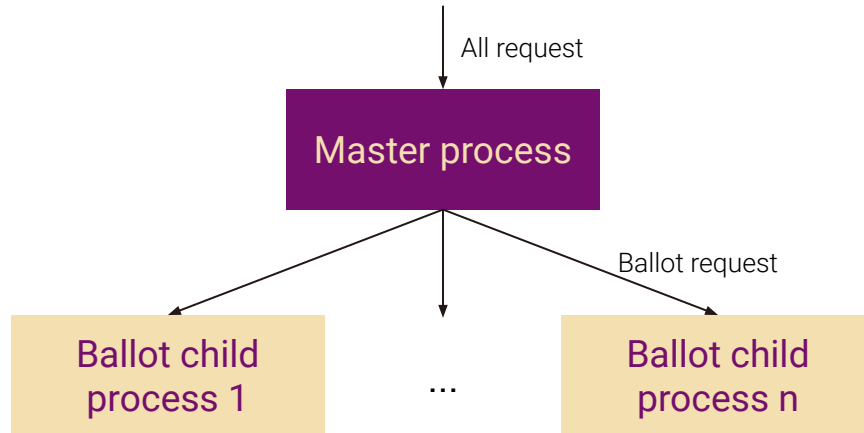 All request
Master process
Ballot request
Ballot child
process 1
...
Ballot child
process n